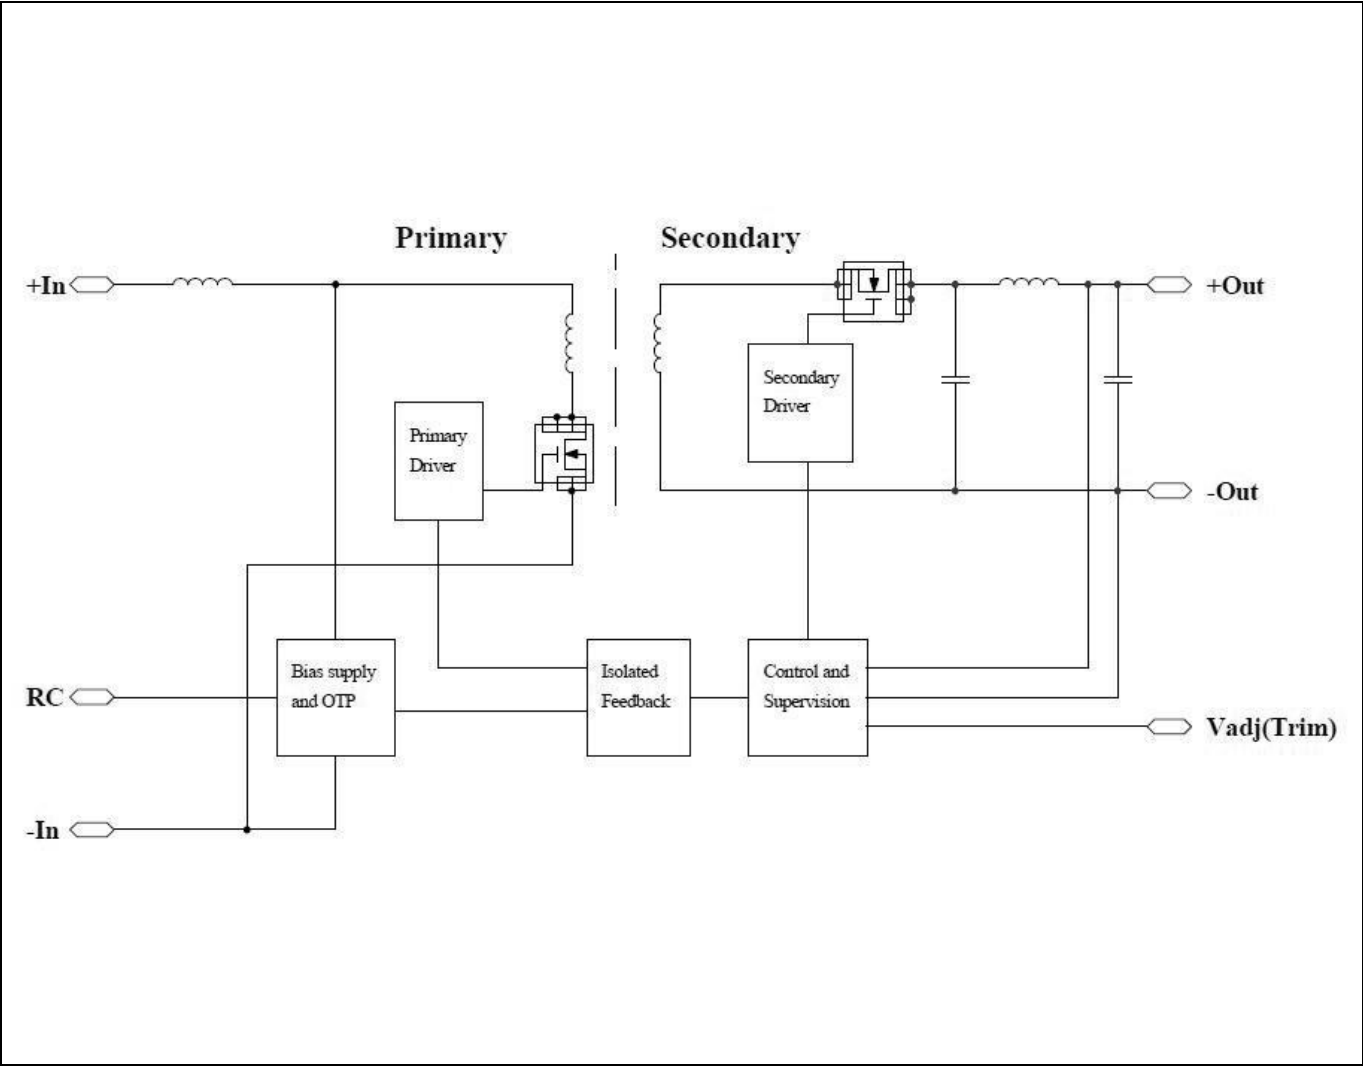 Primary
Secondary
+In
+Out
Secondary
Driver
Primary
Driver
-Out
Bias supply
and OTP
Isolated
Feedback
Control and
Supervision
RC
Vadj(Trim)
-In